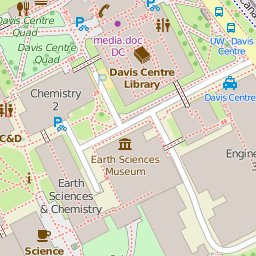 Davis Centre
Quad
Davis Centre
Quad
media.doc
DC
UW - Davis
Centre
Davis Centre
Library
Davis Centre
Chemistry
2
C&D
Earth Sciences
Museum
Earth
Sciences
& Chemistry
Science